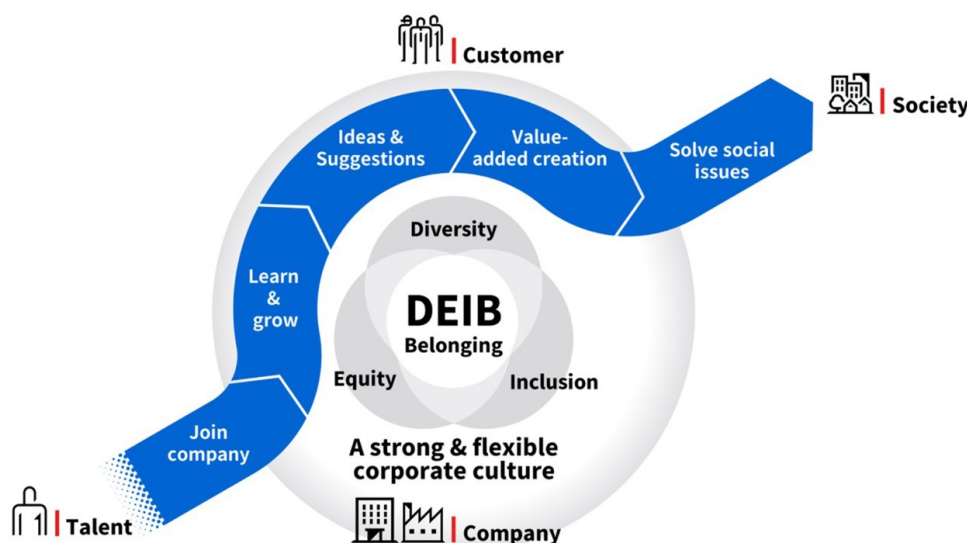 Customer
Society
Ideas &
Suggestions
Value-
added creation
Solve social
issues
Diversity
Learn
&
grow
DEIB
Belonging
Equity
Inclusion
Join
company
A strong & flexible
corporate culture
Talent
Company